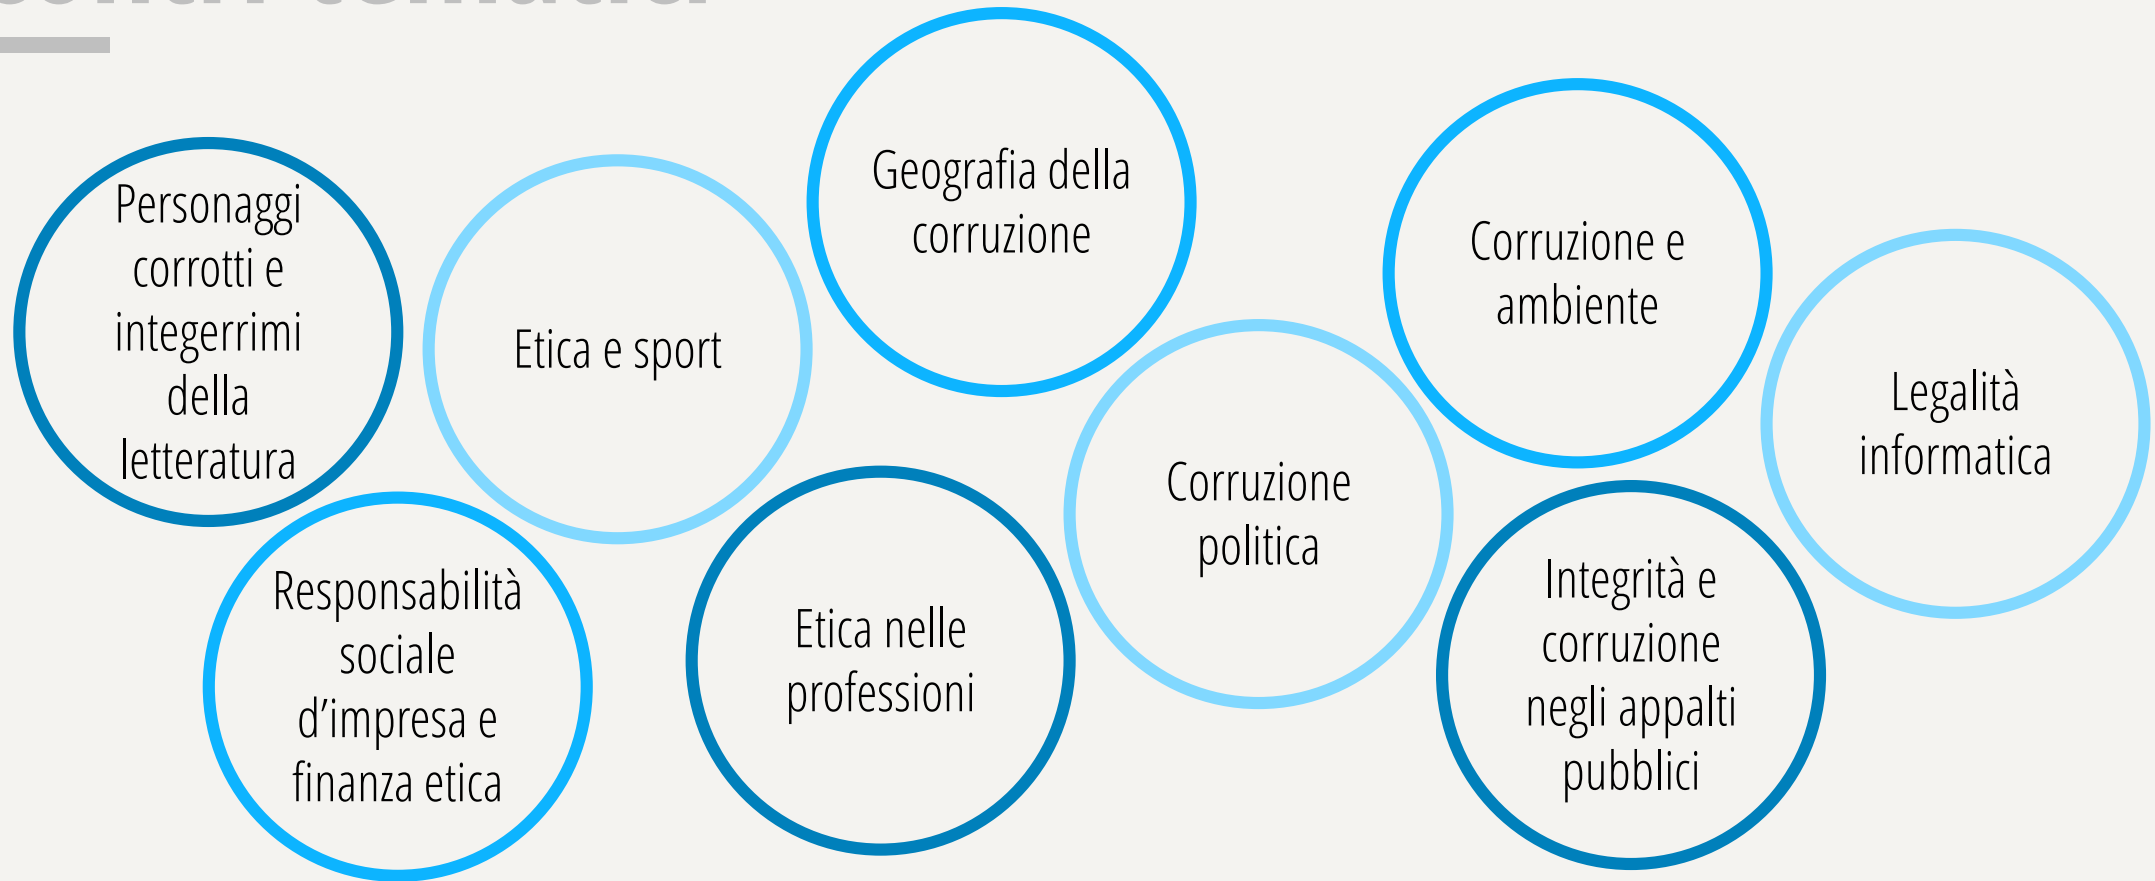 Personaggi
corrotti e
integerrimi
della
letteratura
Etica e sport
Geografia della
corruzione
Corruzione e
ambiente
Legalità
informatica
Responsabilità
sociale
d’impresa e
finanza etica
Etica nelle
professioni
Corruzione
politica
Integrità e
corruzione
negli appalti
pubblici